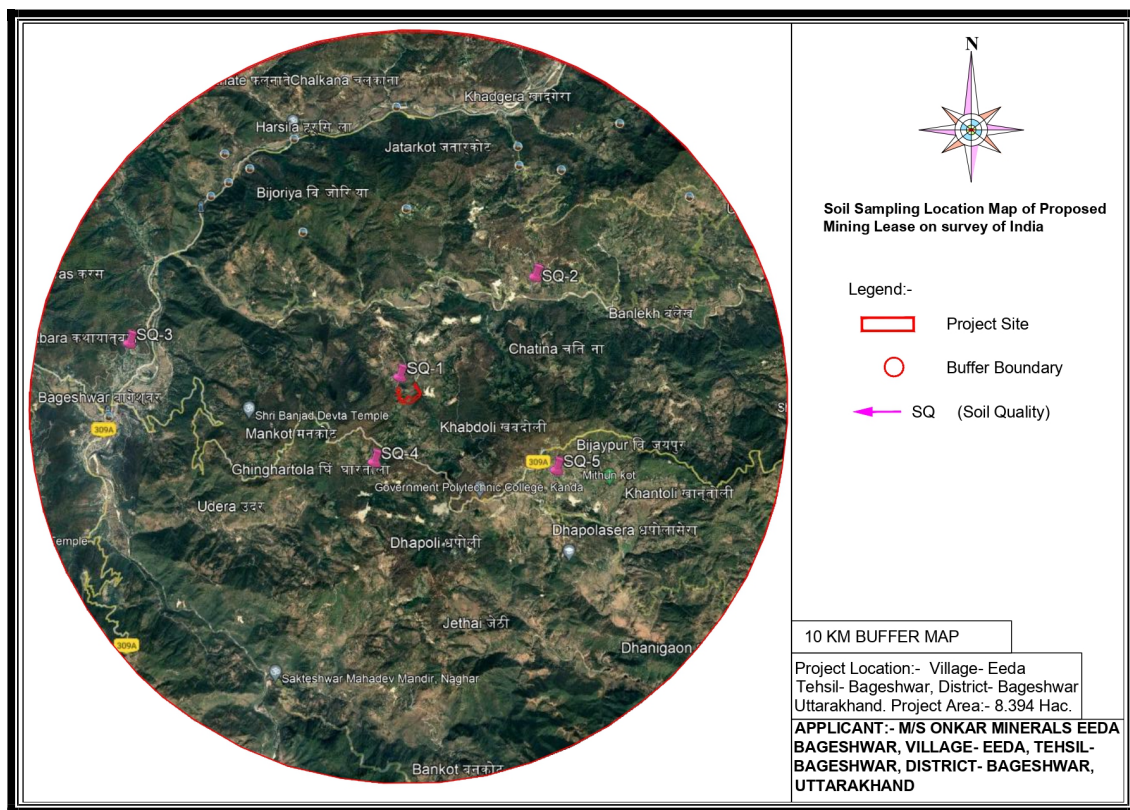 फलनाने Chalkana चलकाना
Khadgera खाद्गेरा
Harsila हरसि ला
Jatarkot जतारकोट
Bijoriya बि जोरि या
as करम
SQ-2
Banlekh बलेख
SQ-3
Chatina चति ना
SQ-1
Bageshwar बागेश्वर
Shri Banjad Devta Temple
309A
Mankot मनकोट
Khabdoli खबदोली
Bijaypur बि जयपुर
SQ-4
309A
SQ-5
Ghinghartola घिं घारतोला
Mithun kot
Government Polytechnic College, Kanda
Khantoli खान्तोली
Udera उदर
Dhapolasera धपोलासेरा
Temple
Dhapoli धपोली
Jethai जेठी
309A
Dhanigaon
Sakteshwar Mahadev Mandir, Naghar
Bankot बनकोट
N
Soil Sampling Location Map of Proposed
Mining Lease on survey of India
Legend:-
Project Site
Buffer Boundary
SQ (Soil Quality)
10 KM BUFFER MAP
Project Location:- Village- Eeda
Tehsil- Bageshwar, District- Bageshwar
Uttarakhand. Project Area:- 8.394 Hac.
APPLICANT:- M/S ONKAR MINERALS EEDA
BAGESHWAR, VILLAGE- EEDA, TEHSIL-
BAGESHWAR, DISTRICT- BAGESHWAR,
UTTARAKHAND